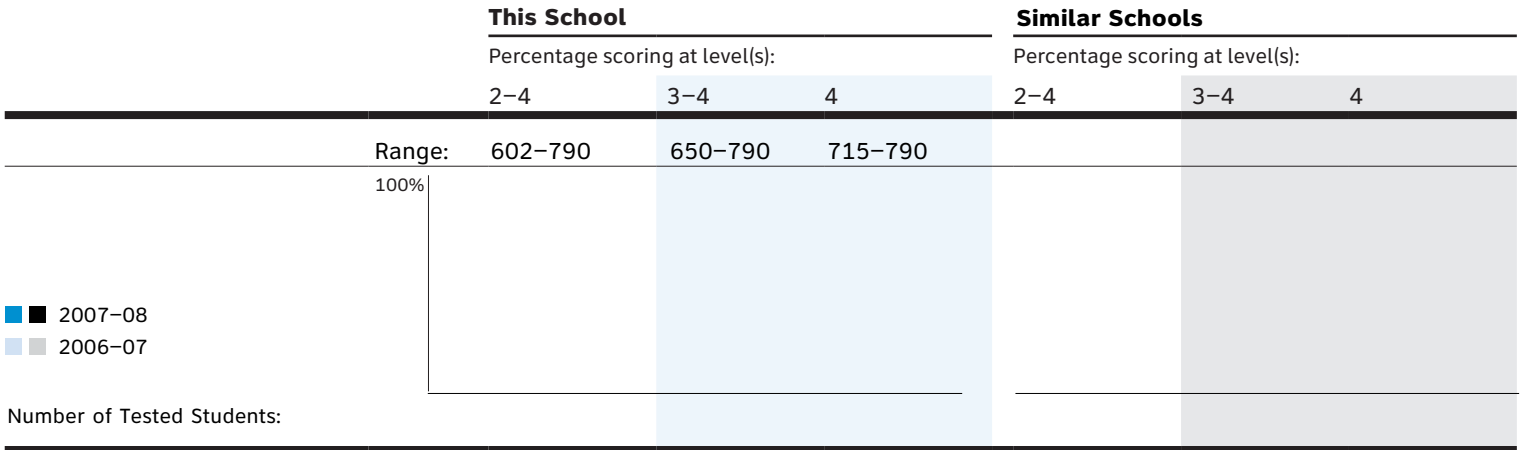 This School Similar Schools
Percentage scoring at level(s): Percentage scoring at level(s):
2–4 3–4 4 2–4 3–4 4
Range: 602–790 650–790 715–790
100%
2007–08
2006–07
Number of Tested Students: